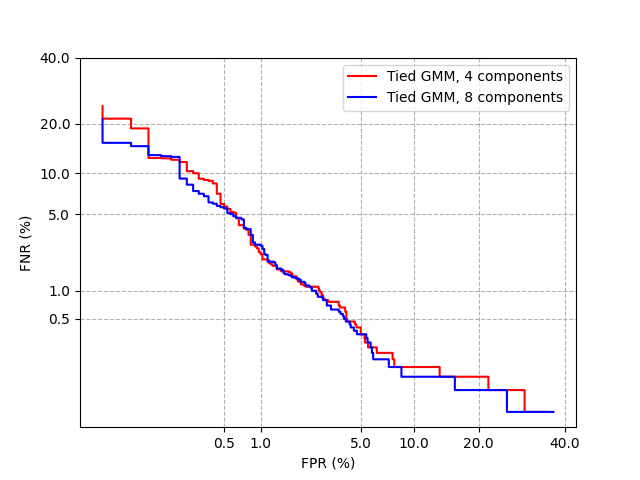 40.0
20.0
10.0
5.0
1.0
0.5
FNR (%)
Tied GMM, 4 components
Tied GMM, 8 components
0.5 1.0 5.0 10.0 20.0 40.0
FPR (%)